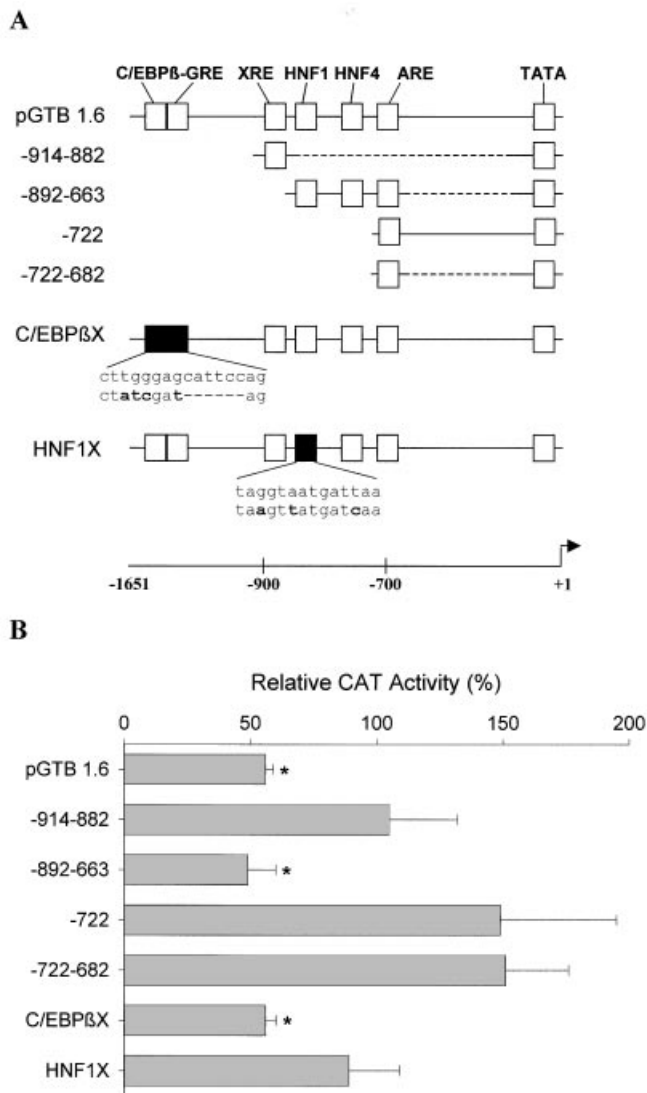 A
C/EBPß-GRE XRE HNF1 HNF4 ARE TATA
pGTB 1.6
-914-882
-892-663
-722
-722-682
C/EBPßX
cttgggagcattccag
ctatcgat------ag
HNF1X
taggtaatgattaa
taagttatgatcaa
-1651 -900 -700 +1
B
Relative CAT Activity (%)
0 50 100 150 200
pGTB 1.6 *
-914-882
-892-663 *
-722
-722-682
C/EBPßX *
HNF1X